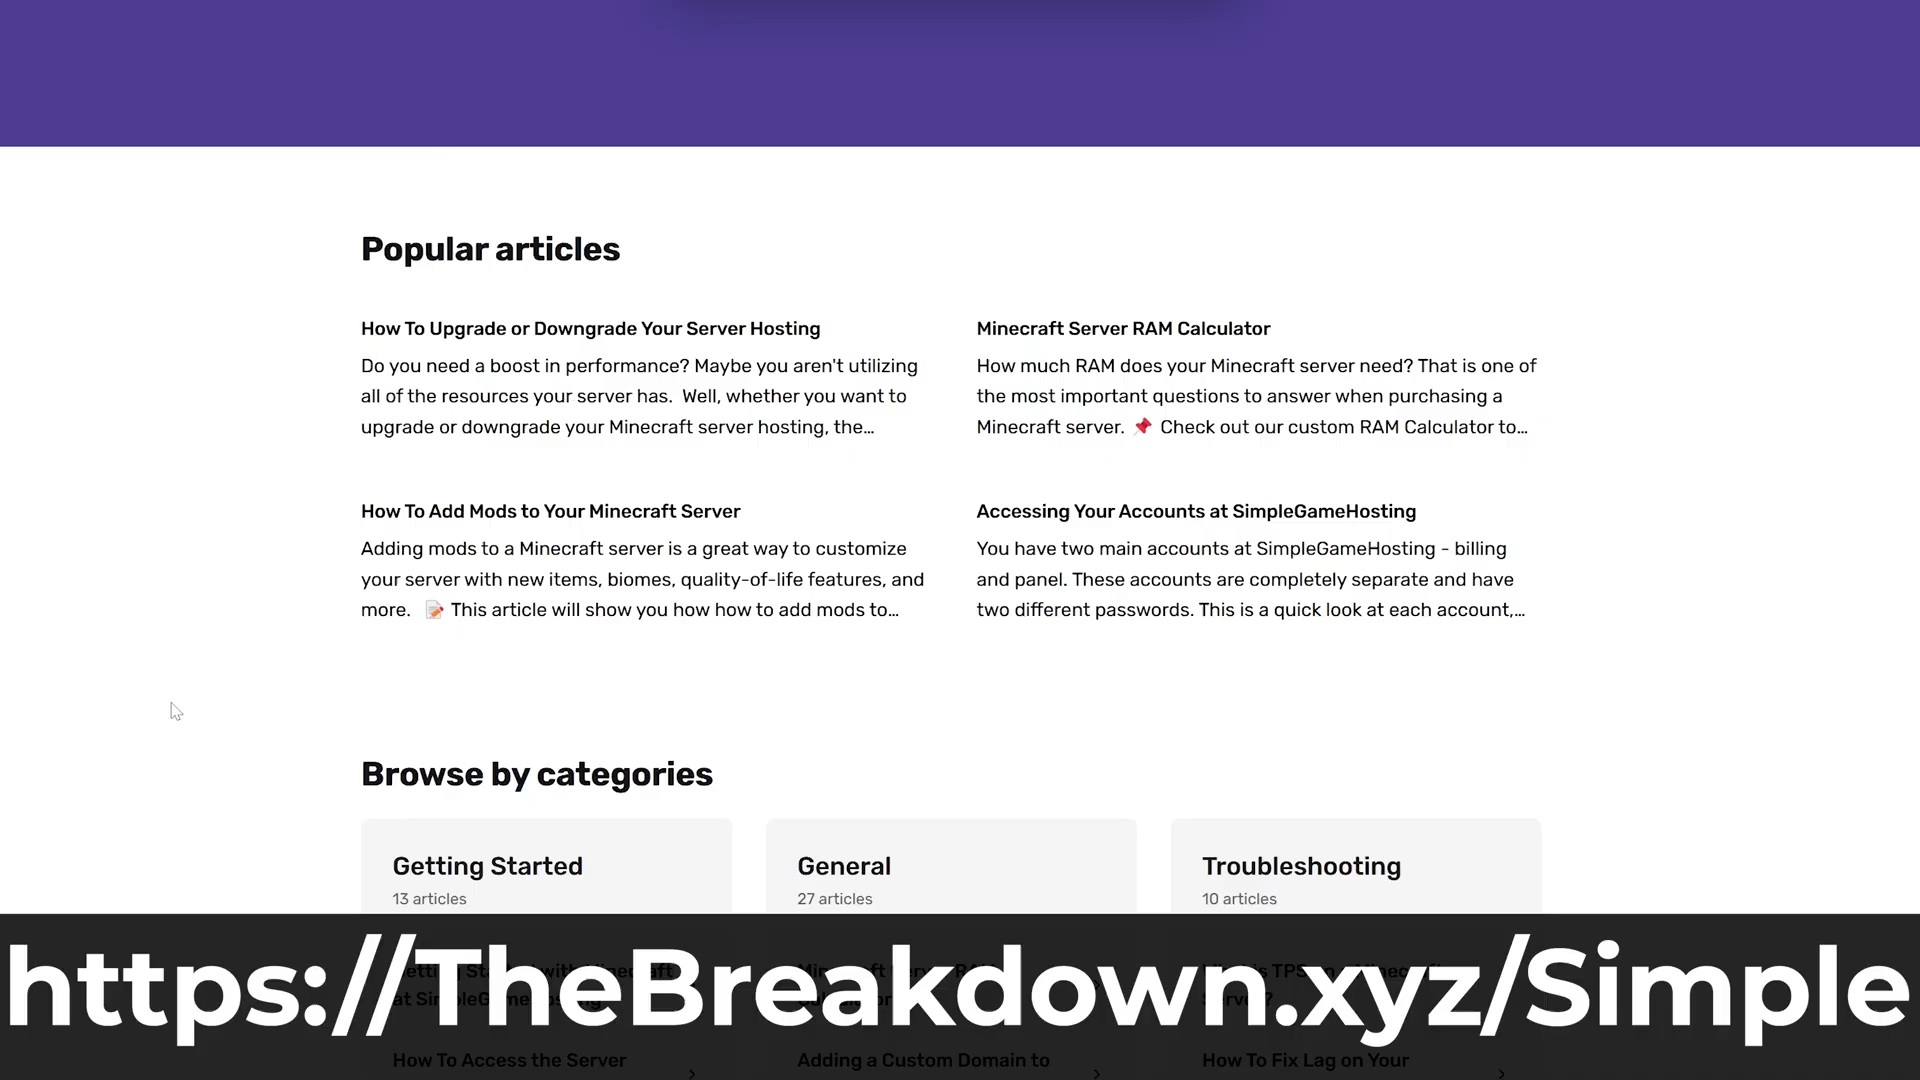 Popular articles
How To Upgrade or Downgrade Your Server Hosting
Do you need a boost in performance? Maybe you aren't utilizing
all of the resources your server has.  Well, whether you want to
upgrade or downgrade your Minecraft server hosting, the…
Minecraft Server RAM Calculator
How much RAM does your Minecraft server need? That is one of
the most important questions to answer when purchasing a
Minecraft server. 📌 Check out our custom RAM Calculator to…
How To Add Mods to Your Minecraft Server
Adding mods to a Minecraft server is a great way to customize
your server with new items, biomes, quality-of-life features, and
more. 📝 This article will show you how how to add mods to…
Accessing Your Accounts at SimpleGameHosting
You have two main accounts at SimpleGameHosting - billing
and panel. These accounts are completely separate and have
two different passwords. This is a quick look at each account,…
Browse by categories
Getting Started
13 articles
General
27 articles
Troubleshooting
10 articles
https://TheBreakdown.xyz/Simple
How To Access the Server
Adding a Custom Domain to
How To Fix Lag on Your